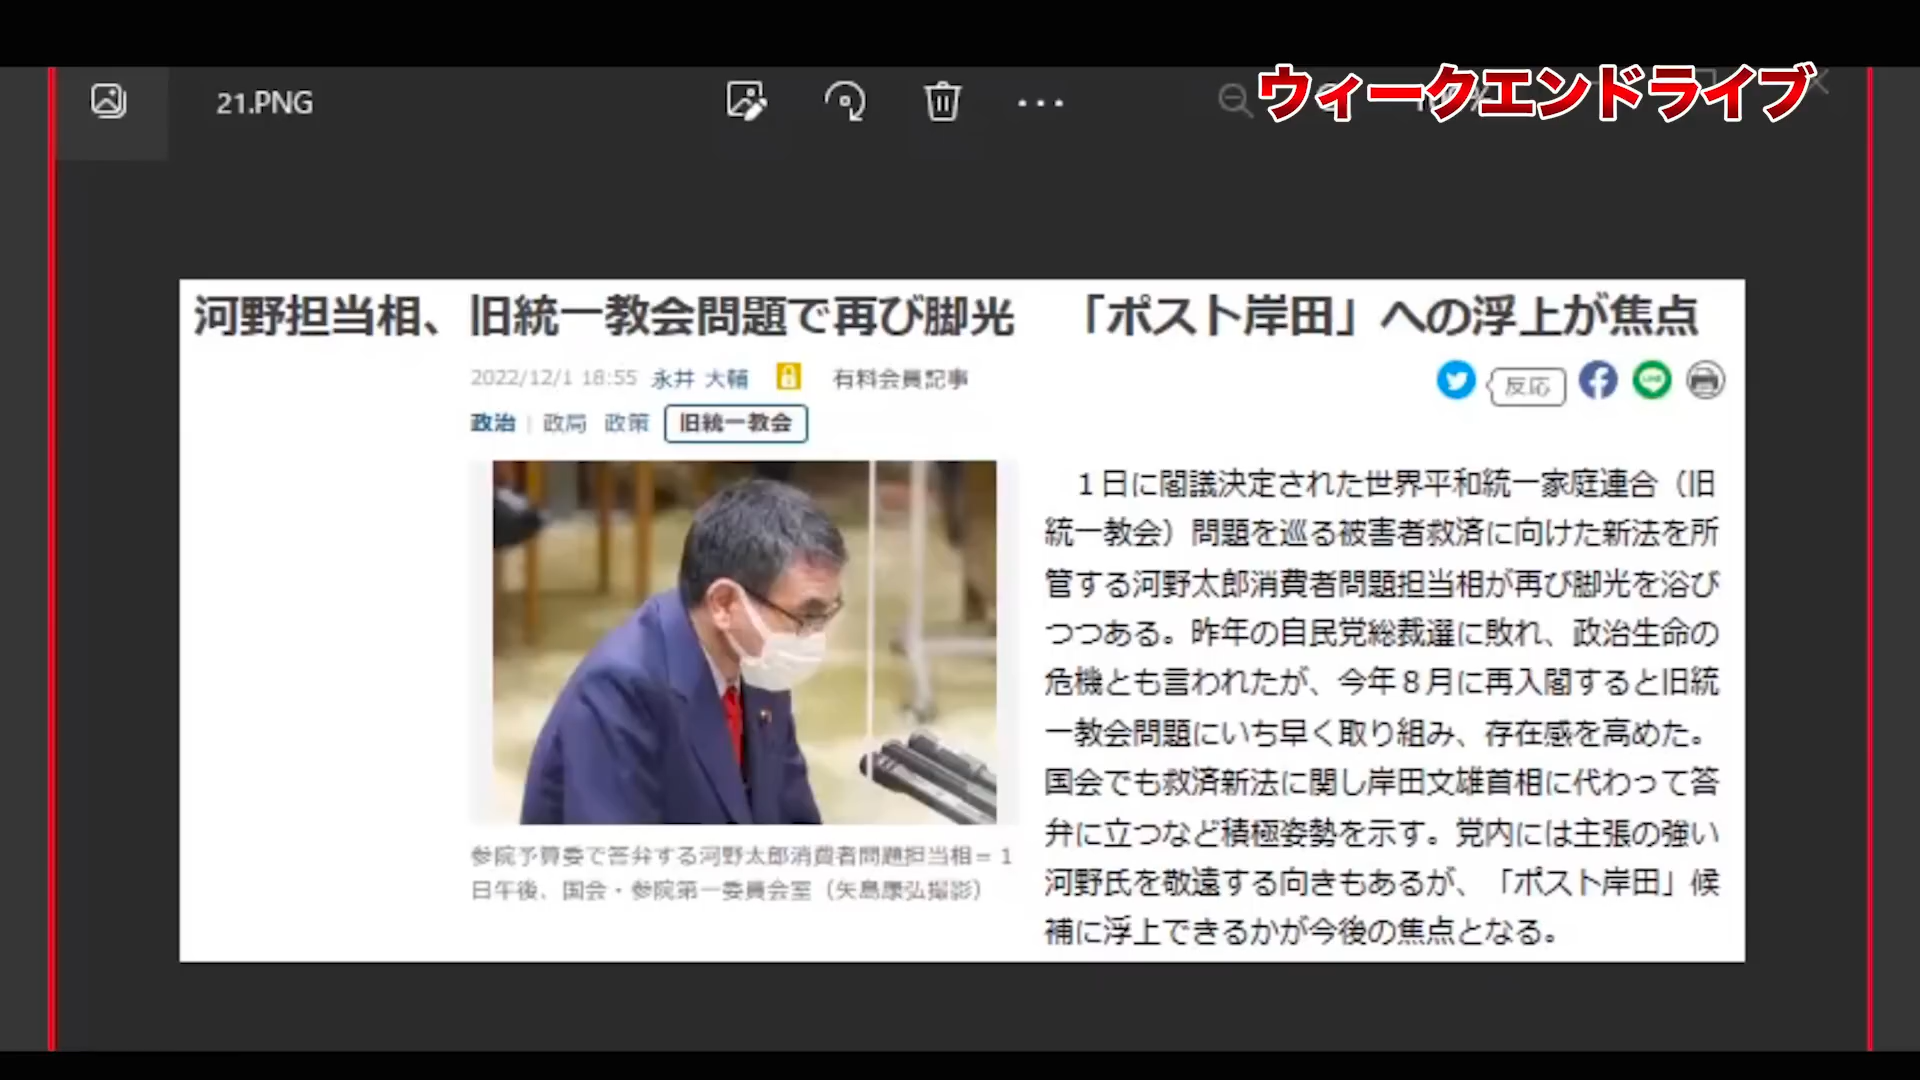 21.PNG
ウィークエンドライブ
河野担当相、旧統一教会問題で再び脚光 「ポスト岸田」への浮上が焦点
2022/12/1 18:55 永井 大輔 有料会員記事
反応
政治 | 政局 政策 旧統一教会
参院予算委で答弁する河野太郎消費者問題担当相=1
日午後、国会・参院第一委員会室(矢島康弘撮影)
1日に閣議決定された世界平和統一家庭連合(旧
統一教会)問題を巡る被害者救済に向けた新法を所
管する河野太郎消費者問題担当相が再び脚光を浴び
つつある。昨年の自民党総裁選に敗れ、政治生命の
危機とも言われたが、今年8月に再入閣すると旧統
一教会問題にいち早く取り組み、存在感を高めた。
国会でも救済新法に関し岸田文雄首相に代わって答
弁に立つなど積極姿勢を示す。党内には主張の強い
河野氏を敬遠する向きもあるが、「ポスト岸田」候
補に浮上できるかが今後の焦点となる。